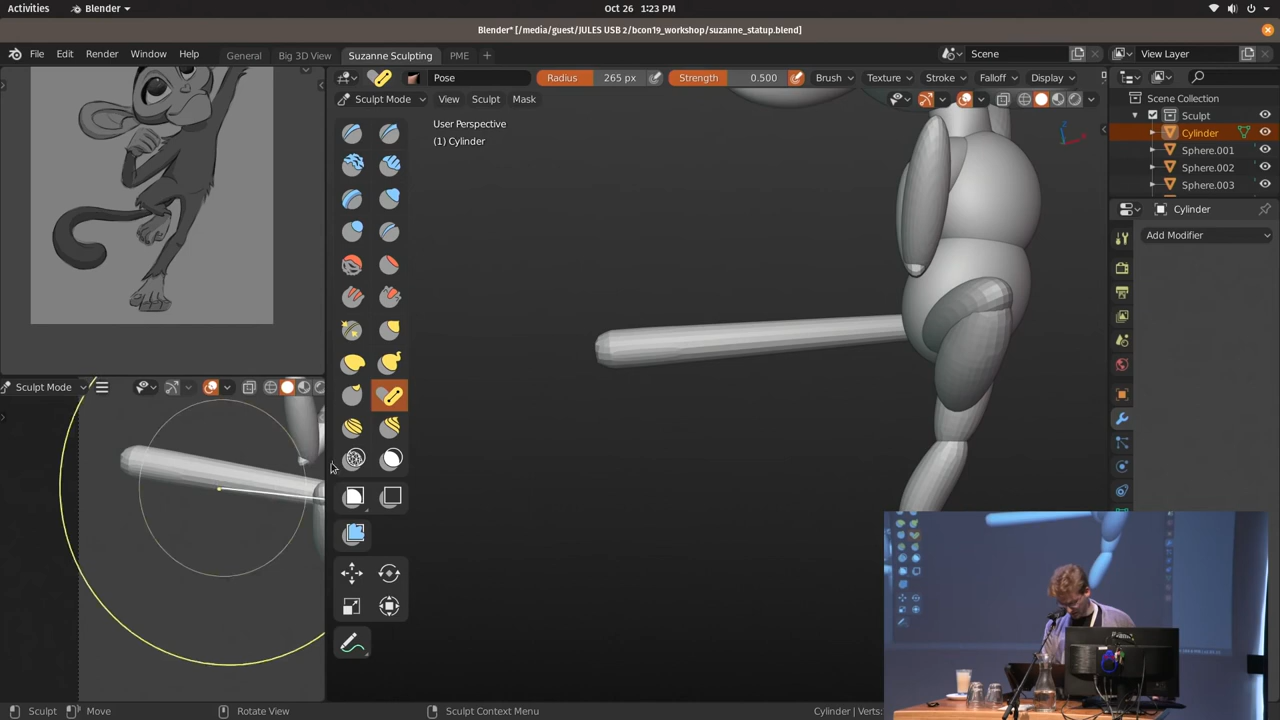 Activities
Blender
Oct 26 1:23 PM
Blender* [/media/guest/JULES USB 2/bcon19_workshop/suzanne_statup.blend]
File Edit Render Window Help
General Big 3D View Suzanne Sculpting PME
Scene
View Layer
Pose
Radius 265 px
Strength 0.500
Brush Texture Stroke Falloff Display
Sculpt Mode
View Sculpt Mask
User Perspective
(1) Cylinder
Scene Collection
Sculpt
Cylinder
Sphere.001
Sphere.002
Sphere.003
Cylinder
Add Modifier
Sculpt Mode
Sculpt
Move
Rotate View
Sculpt Context Menu
Cylinder | Verts: